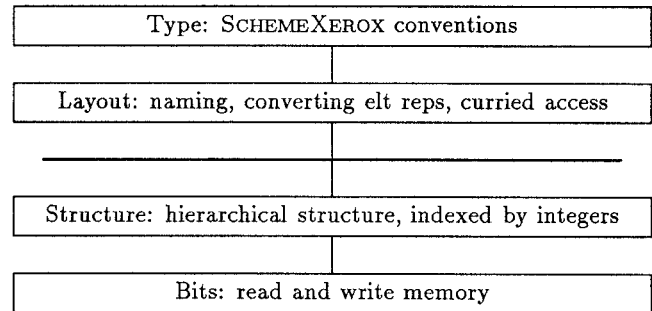 Type: SCHEMEXEROX conventions
Layout: naming, converting elt reps, curried access
Structure: hierarchical structure, indexed by integers
Bits: read and write memory